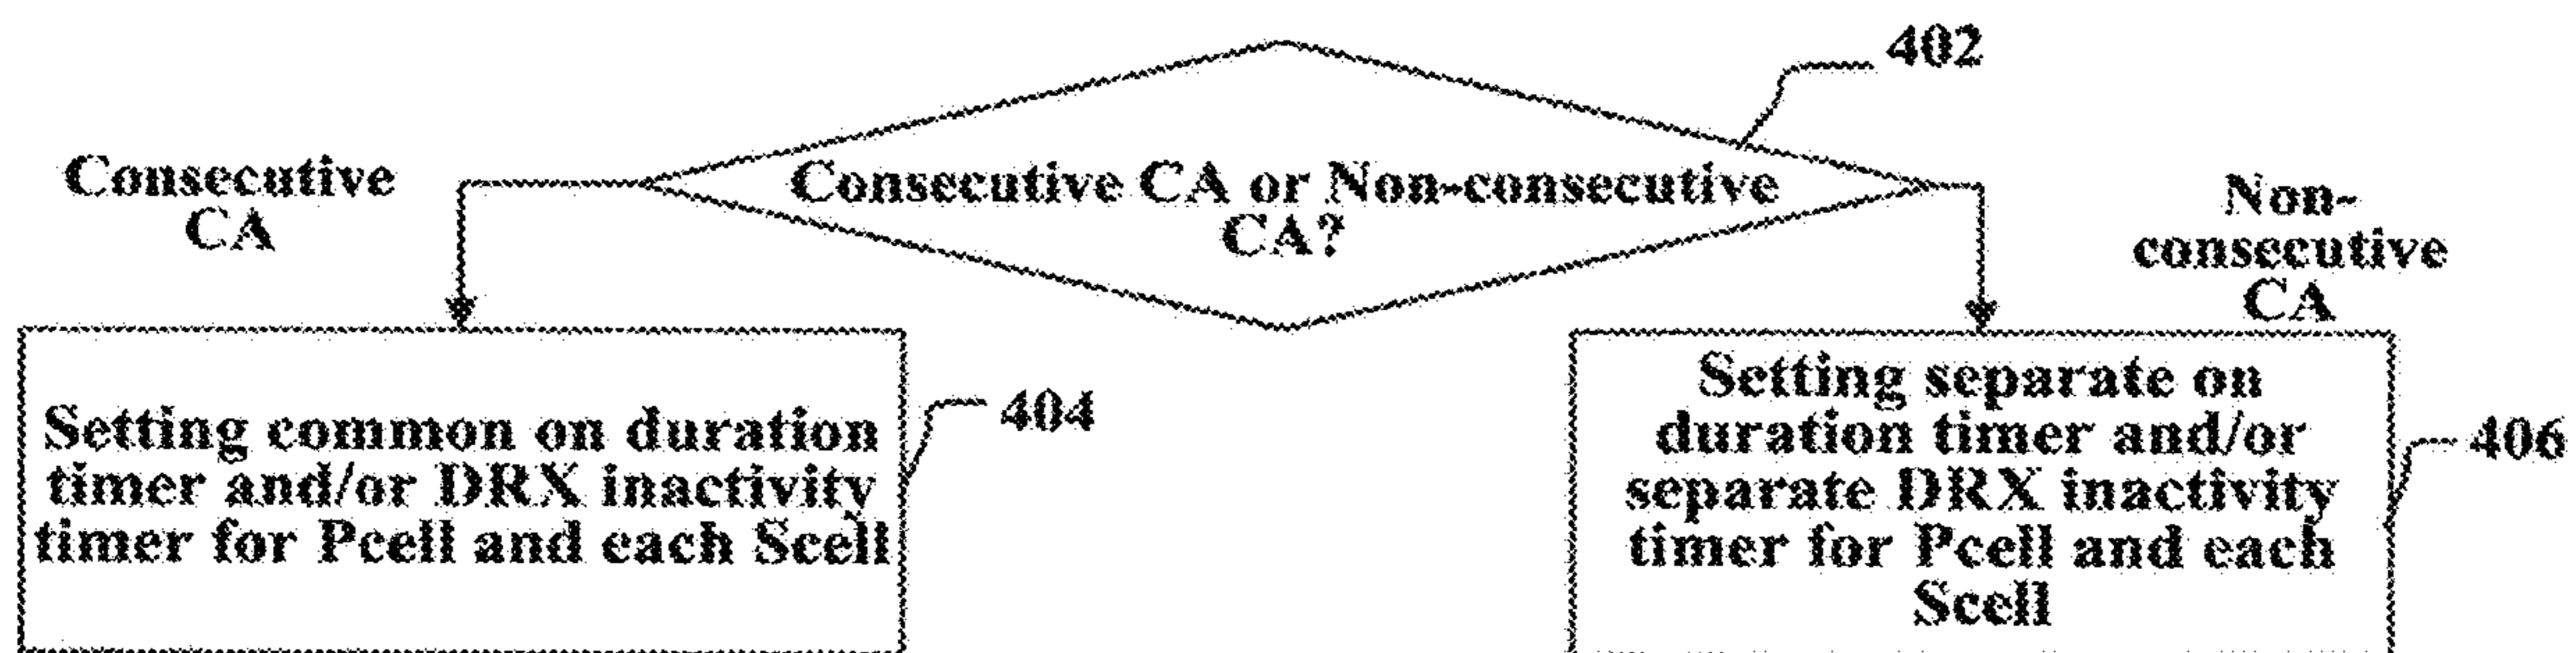 402
Consecutive
CA
Consecutive CA or Non-consecutive
CA?
Non-
consecutive
CA
Setting common on duration
timer and/or DRX inactivity
timer for Pcell and each Scell
404
Setting separate on
duration timer and/or
separate DRX inactivity
timer for Pcell and each
Scell
406